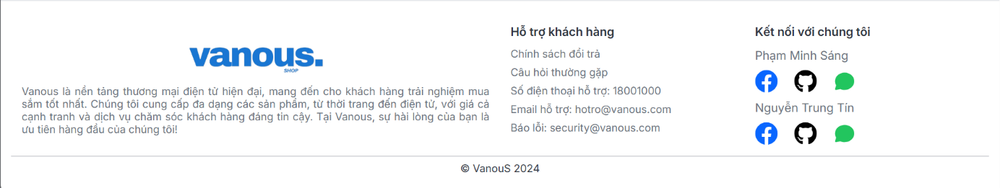 vanous.
SHOP
Vanous là nền tảng thương mại điện tử hiện đại, mang đến cho khách hàng trải nghiệm mua
sắm tốt nhất. Chúng tôi cung cấp đa dạng các sản phẩm, từ thời trang đến điện tử, với giá cả
cạnh tranh và dịch vụ chăm sóc khách hàng đáng tin cậy. Tại Vanous, sự hài lòng của bạn là
ưu tiên hàng đầu của chúng tôi!
Hỗ trợ khách hàng
Chính sách đổi trả
Câu hỏi thường gặp
Số điện thoại hỗ trợ: 18001000
Email hỗ trợ: hotro@vanous.com
Báo lỗi: security@vanous.com
Kết nối với chúng tôi
Phạm Minh Sáng
Nguyễn Trung Tín
© VanouS 2024